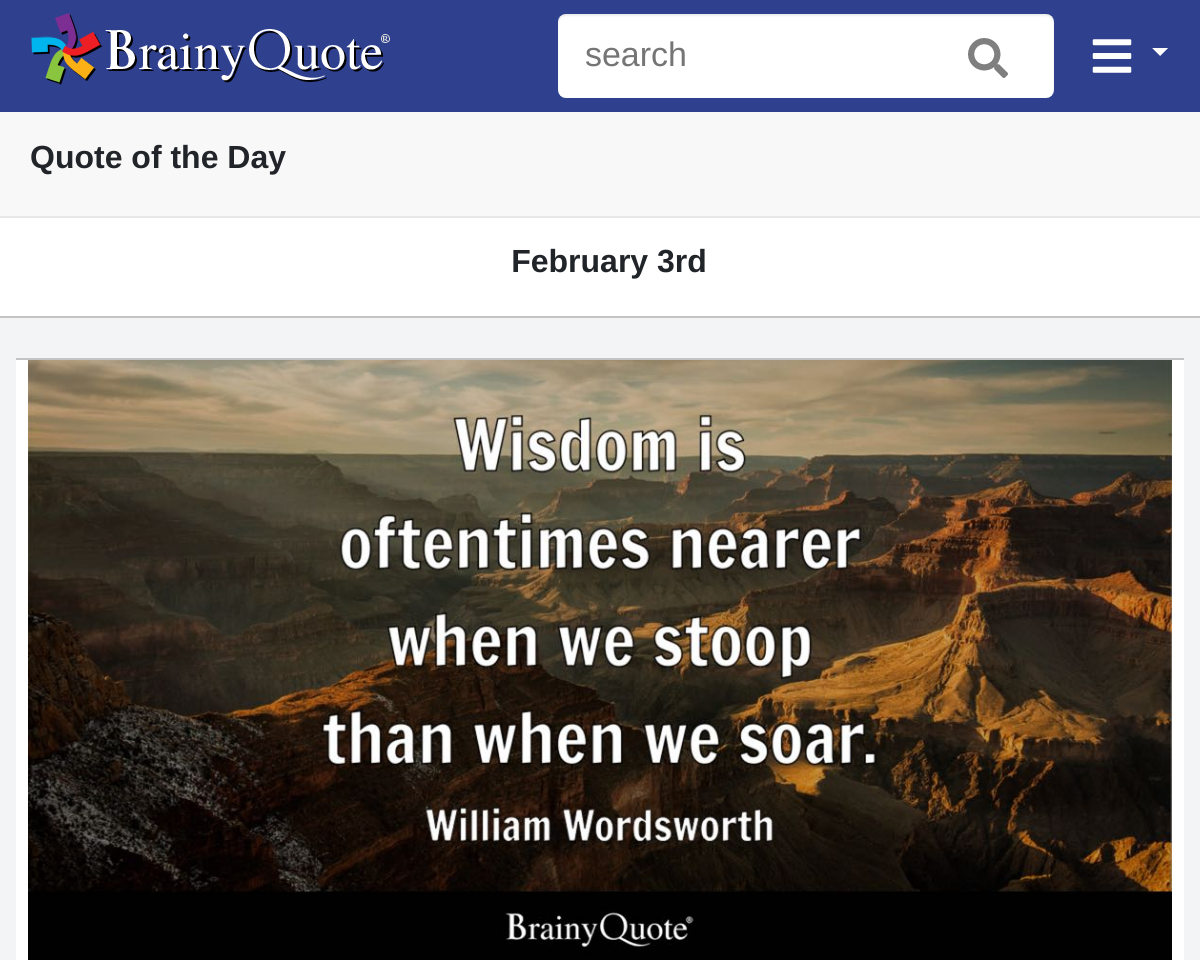 BrainyQuote®
search
Quote of the Day
February 3rd
Wisdom is
oftentimes nearer
when we stoop
than when we soar.
William Wordsworth
BrainyQuote®